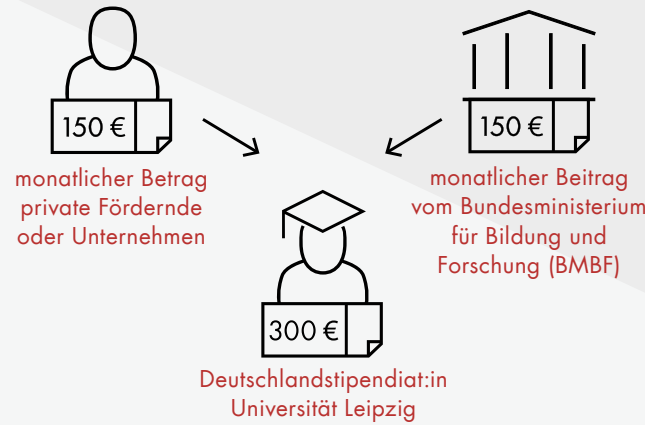 150 €
monatlicher Betrag
private Fördernde
oder Unternehmen
150 €
monatlicher Beitrag
vom Bundesministerium
für Bildung und
Forschung (BMBF)
300 €
Deutschlandstipendiat:in
Universität Leipzig